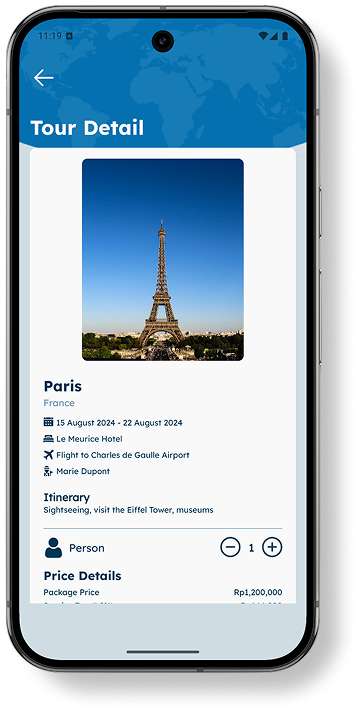 11:19
Tour Detail
Paris
France
15 August 2024 - 22 August 2024
Le Meurice Hotel
Flight to Charles de Gaulle Airport
Marie Dupont
Itinerary
Sightseeing, visit the Eiffel Tower, museums
Person 1
Price Details
Package Price Rp1,200,000